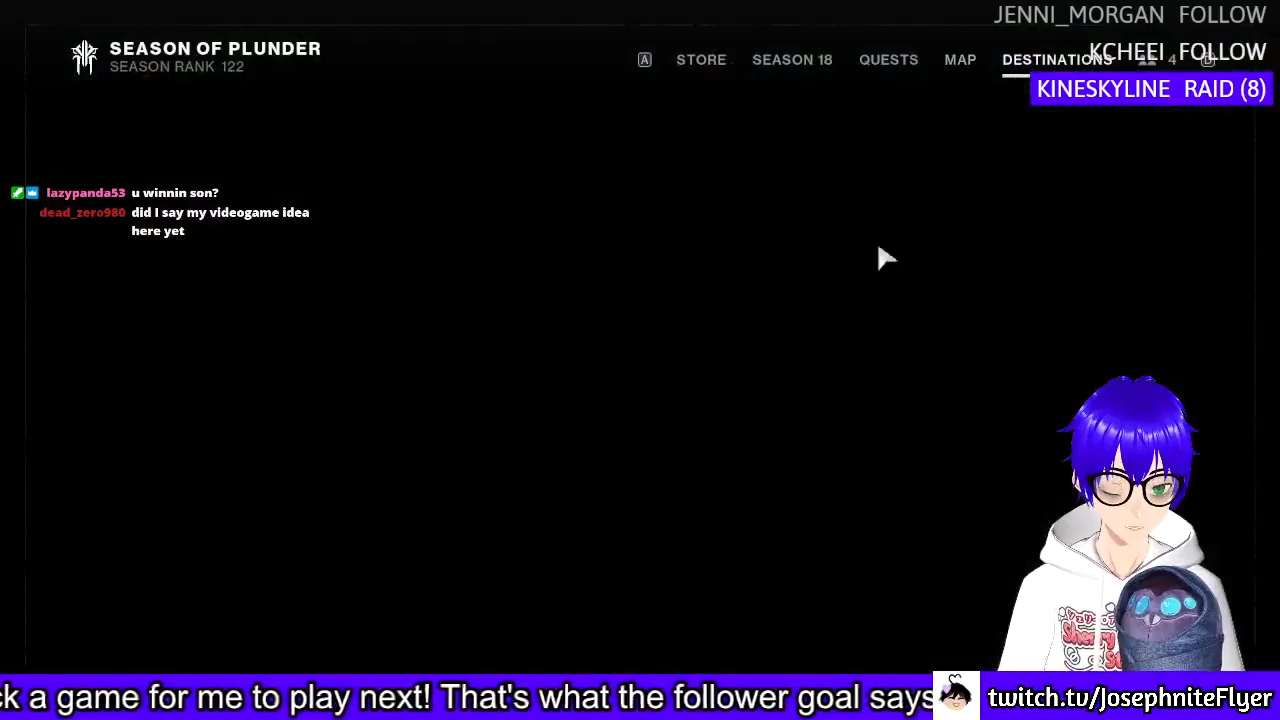 JENNI_MORGAN FOLLOW
SEASON OF PLUNDER
SEASON RANK 122
A STORE SEASON 18 QUESTS MAP DESTINATIONS 4 D
KCHEEI FOLLOW
KINESKYLINE RAID (8)
lazypanda53 u winnin son?
dead_zero980 did I say my videogame idea
here yet
Sherry
ck a game for me to play next! That's what the follower goal says
twitch.tv/JosephniteFlyer